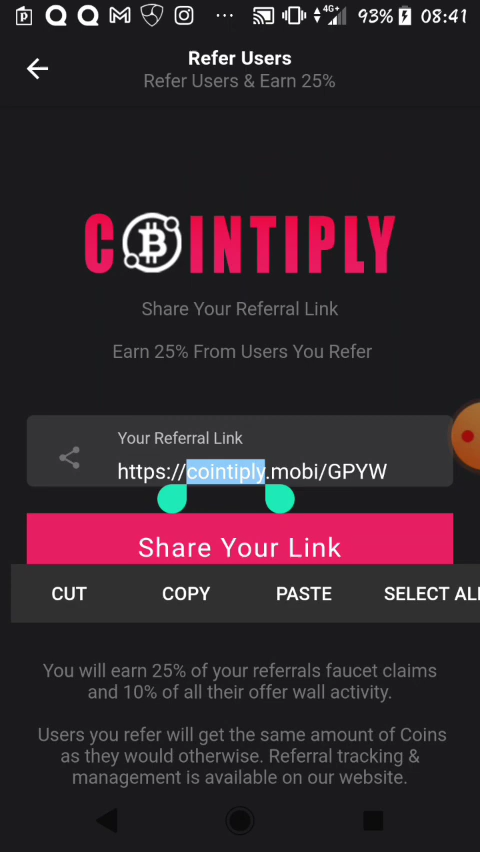 4G+ 93% 08:41
Refer Users
Refer Users & Earn 25%
COINTIPLY
Share Your Referral Link
Earn 25% From Users You Refer
Your Referral Link
https://cointiply.mobi/GPYW
Share Your Link
CUT COPY PASTE SELECT ALL
You will earn 25% of your referrals faucet claims
and 10% of all their offer wall activity.
Users you refer will get the same amount of Coins
as they would otherwise. Referral tracking &
management is available on our website.